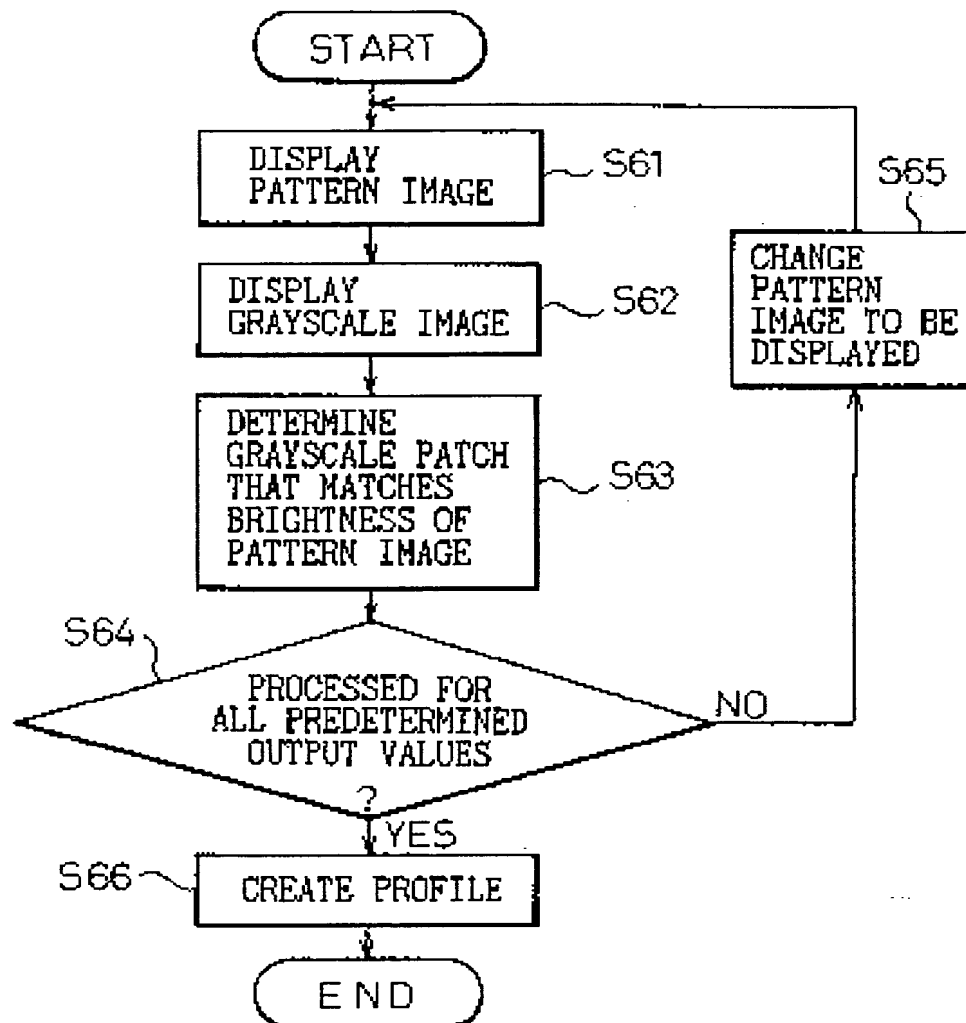 START
DISPLAY
PATTERN IMAGE
S61
DISPLAY
GRAYSCALE IMAGE
S62
DETERMINE
GRAYSCALE PATCH
THAT MATCHES
BRIGHTNESS OF
PATTERN IMAGE
S63
S64
PROCESSED FOR
ALL PREDETERMINED
OUTPUT VALUES
?
NO
YES
S65
CHANGE
PATTERN
IMAGE TO BE
DISPLAYED
S66
CREATE PROFILE
END